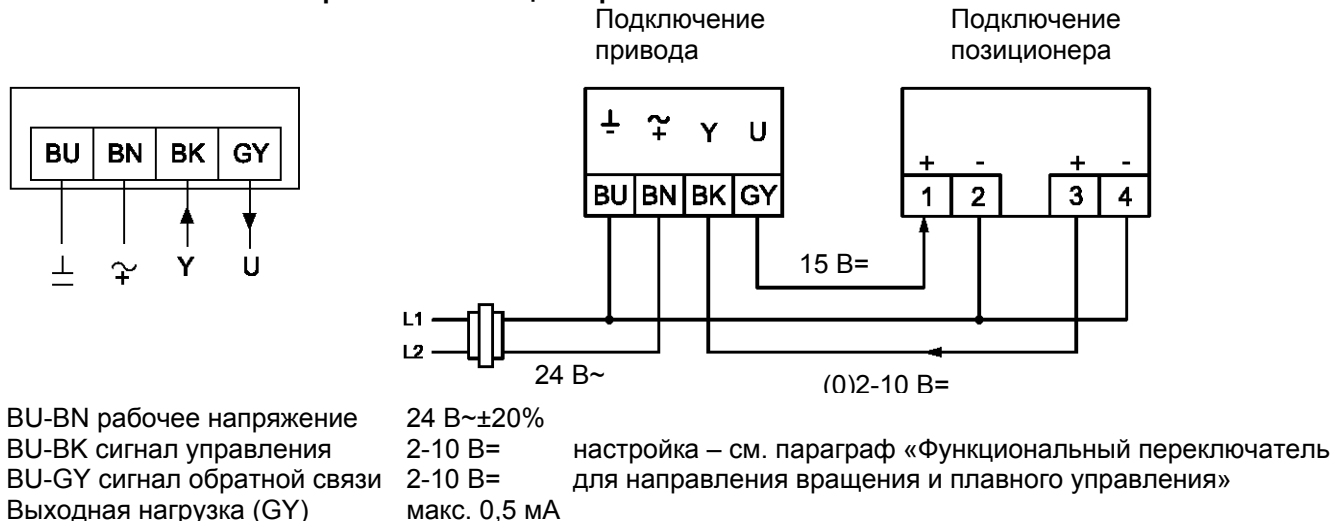 Подключение
привода
Подключение
позиционера
BU BN BK GY
Y U
Y U
BU BN BK GY
+ - + -
1 2 3 4
15 В=
L1
L2
24 В~
(0)2-10 В=
BU-BN рабочее напряжение 24 В~±20%
BU-BK сигнал управления 2-10 В= настройка – см. параграф «Функциональный переключатель
BU-GY сигнал обратной связи 2-10 В= для направления вращения и плавного управления»
Выходная нагрузка (GY) макс. 0,5 мА